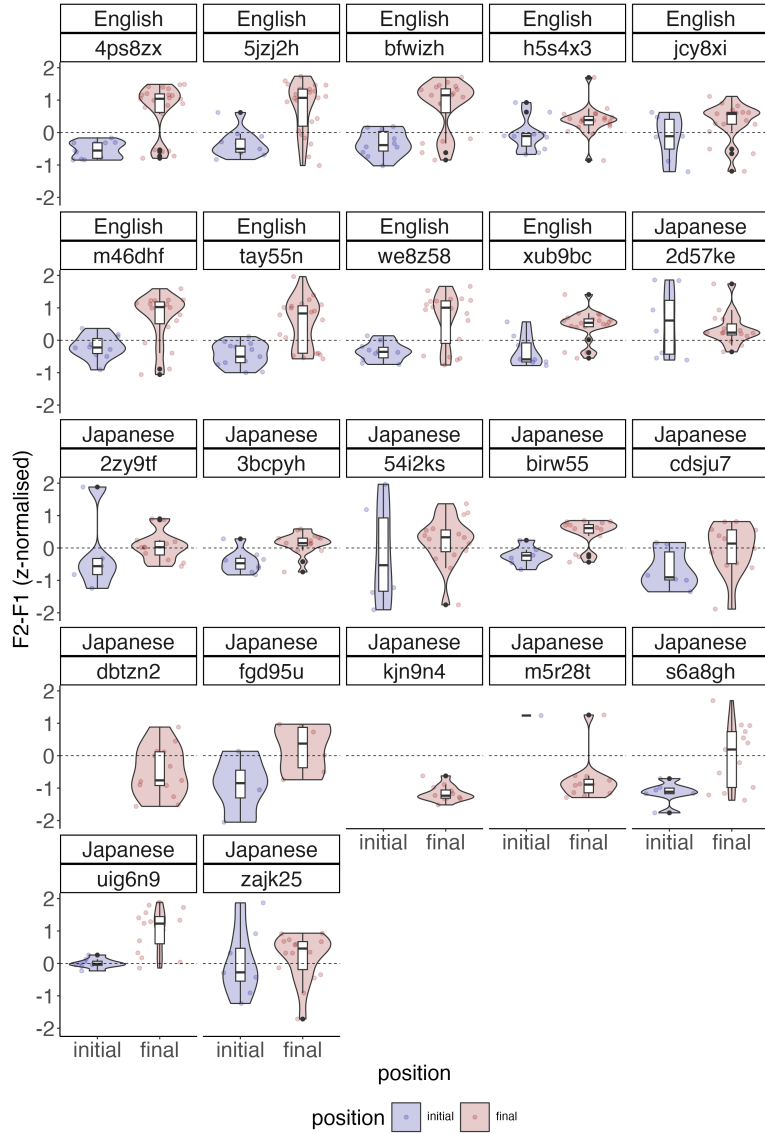 English English English English English
4ps8zx 5jzj2h bfwizh h5s4x3 jcy8xi
2
1
0
-1
-2
English English English English Japanese
m46dhf tay55n we8z58 xub9bc 2d57ke
2
1
0
-1
-2
Japanese Japanese Japanese Japanese Japanese
2zy9tf 3bcpyh 54i2ks birw55 cdsju7
2
1
0
-1
-2
F2-F1 (z-normalised)
Japanese Japanese Japanese Japanese Japanese
dbtzn2 fgd95u kjn9n4 m5r28t s6a8gh
2
1
0
-1
-2
initial final initial final initial final
Japanese Japanese
uig6n9 zajk25
2
1
0
-1
-2
initial final initial final
position
position initial final